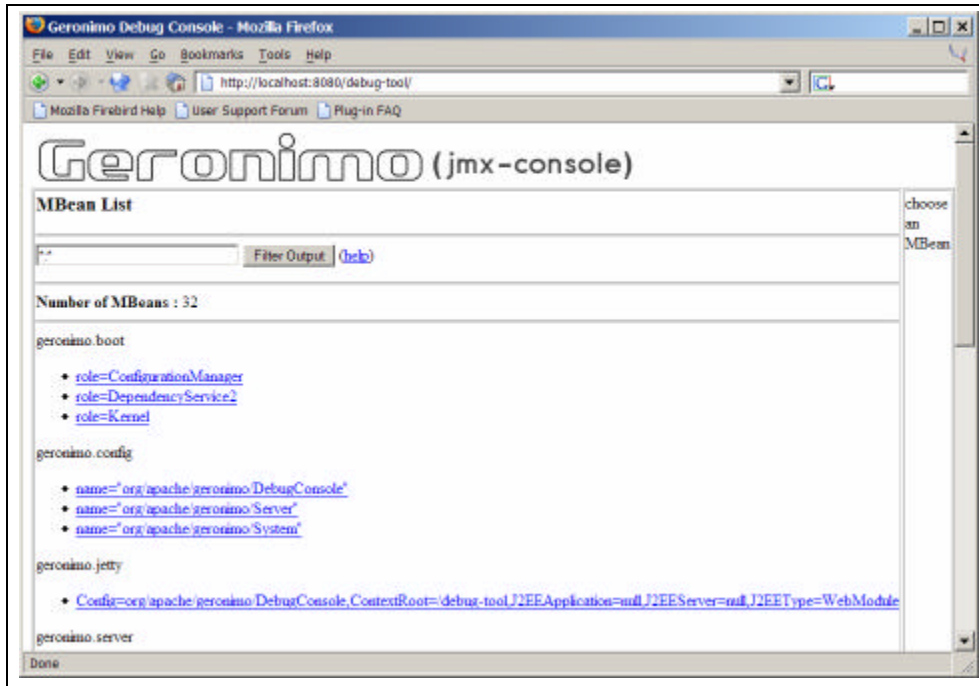 Geronimo Debug Console - Mozilla Firefox
File Edit View Go Bookmarks Tools Help
http://localhost:8080/debug-tool/
Mozilla Firebird Help User Support Forum Plug-in FAQ
Geronimo (jmx-console)
MBean List
choose
an
MBean
*:*
Filter Output (help)
Number of MBeans : 32
geronimo.boot
• role=ConfigurationManager
• role=DependencyService2
• role=Kernel
geronimo.config
• name="org/apache/geronimo/DebugConsole"
• name="org/apache/geronimo/Server"
• name="org/apache/geronimo/System"
geronimo.jetty
• Config=org/apache/geronimo/DebugConsole,ContextRoot=/debug-tool,J2EEApplication=null,J2EEServer=null,J2EEType=WebModule
geronimo.server
Done